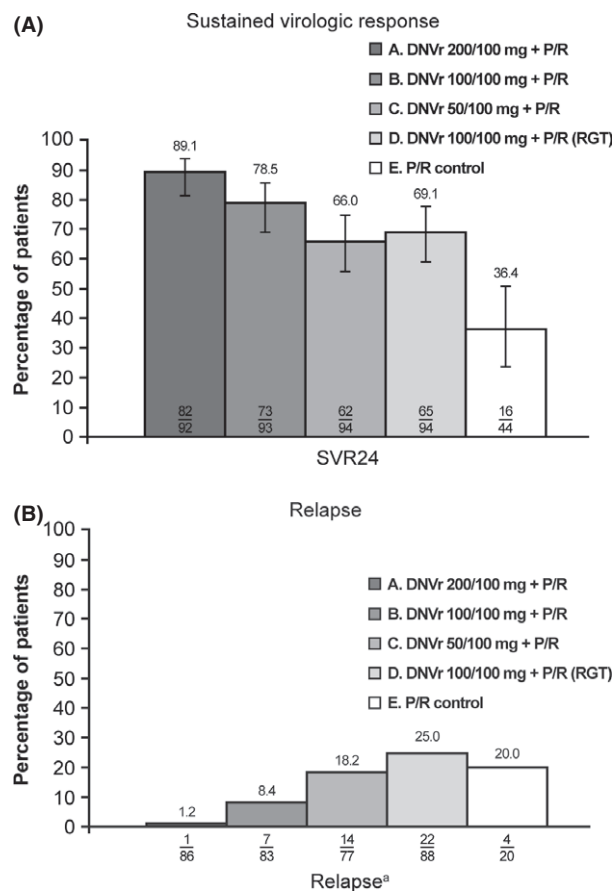 (A) Sustained virologic response
A. DNVr 200/100 mg + P/R
B. DNVr 100/100 mg + P/R
C. DNVr 50/100 mg + P/R
D. DNVr 100/100 mg + P/R (RGT)
E. P/R control
Percentage of patients
100
90
80
70
60
50
40
30
20
10
0
89.1
78.5
66.0
69.1
36.4
82 73 62 65 16
92 93 94 94 44
SVR24
(B) Relapse
A. DNVr 200/100 mg + P/R
B. DNVr 100/100 mg + P/R
C. DNVr 50/100 mg + P/R
D. DNVr 100/100 mg + P/R (RGT)
E. P/R control
Percentage of patients
100
90
80
70
60
50
40
30
20
10
0
1.2
8.4
18.2
25.0
20.0
1 7 14 22 4
86 83 77 88 20
Relapseᵃ